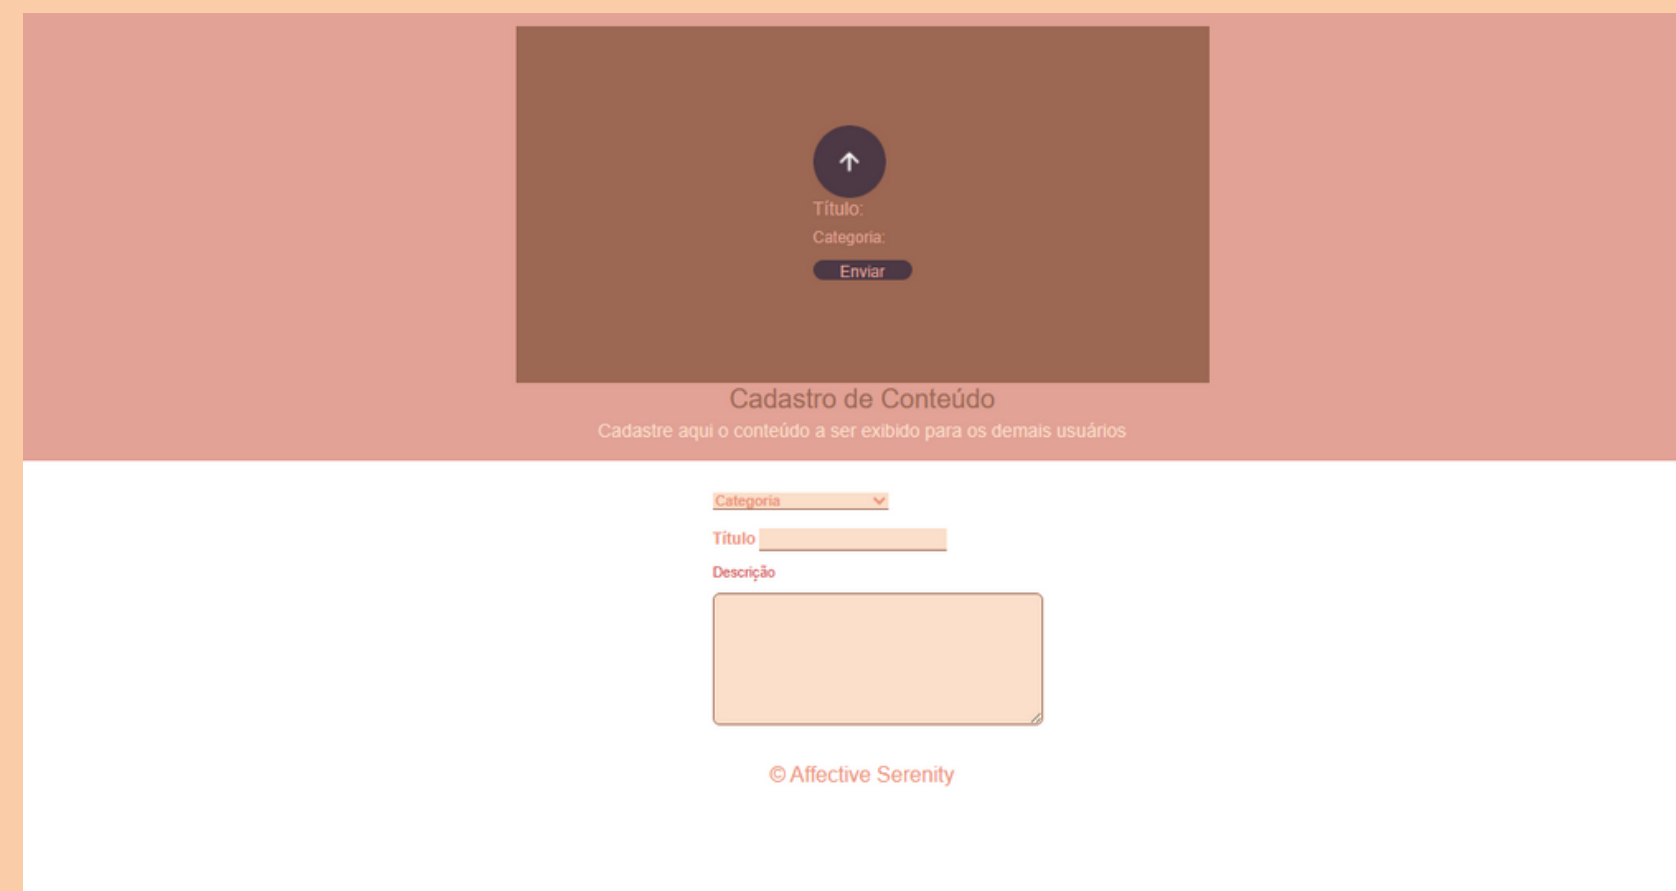 Título:
Categoria:
Enviar
Cadastro de Conteúdo
Cadastre aqui o conteúdo a ser exibido para os demais usuários
Categoria
Título
Descrição
© Affective Serenity